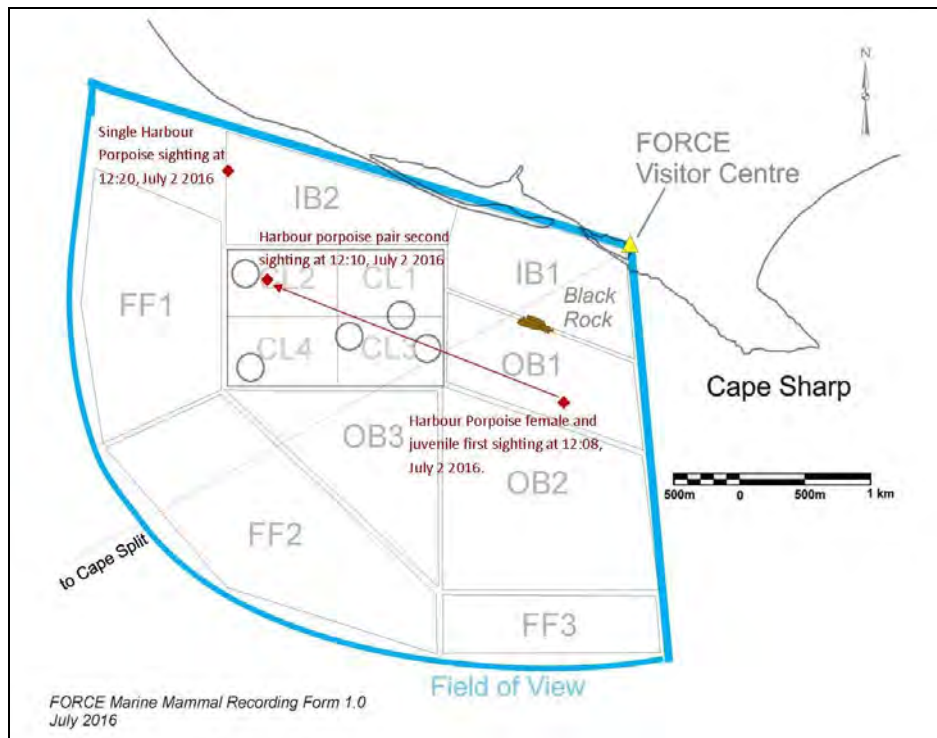 N
Single Harbour
Porpoise sighting at
12:20, July 2 2016
FORCE
Visitor Centre
IB2
Harbour porpoise pair second
sighting at 12:10, July 2 2016
CL2
CL1
IB1
FF1
Black
Rock
CL4
CL3
OB1
Cape Sharp
Harbour Porpoise female and
juvenile first sighting at 12:08,
July 2 2016.
OB3
OB2
500m
0
500m
1 km
FF2
to Cape Split
FF3
Field of View
FORCE Marine Mammal Recording Form 1.0
July 2016